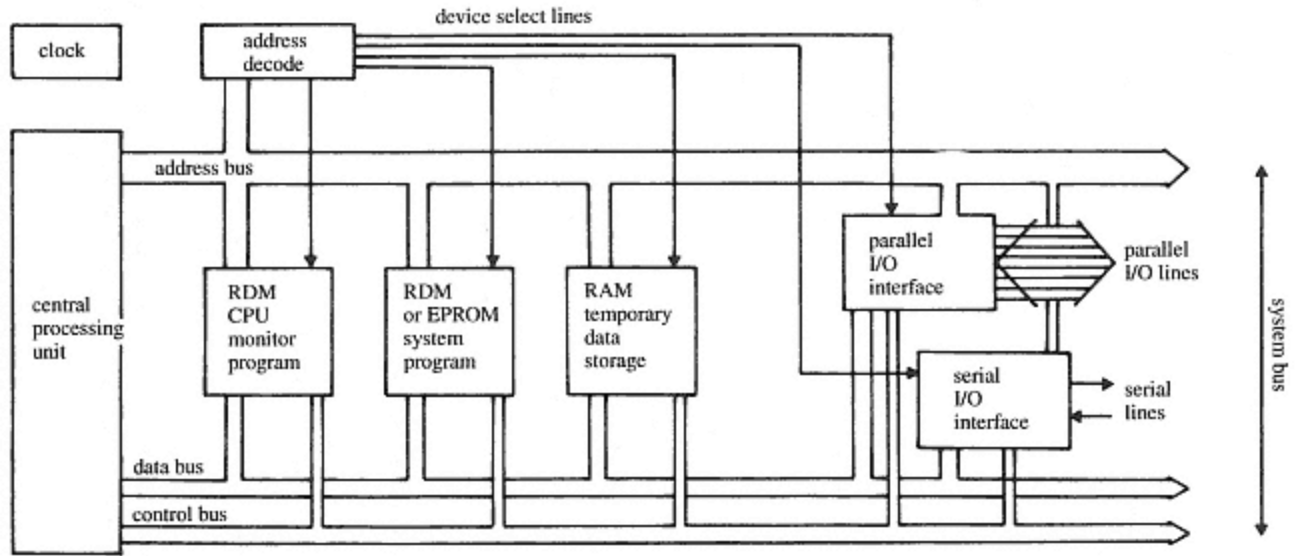 device select lines
clock
address
decode
address bus
central
processing
unit
RDM
CPU
monitor
program
RDM
or EPROM
system
program
RAM
temporary
data
storage
parallel
I/O
interface
parallel
I/O lines
serial
I/O
interface
serial
lines
system bus
data bus
control bus